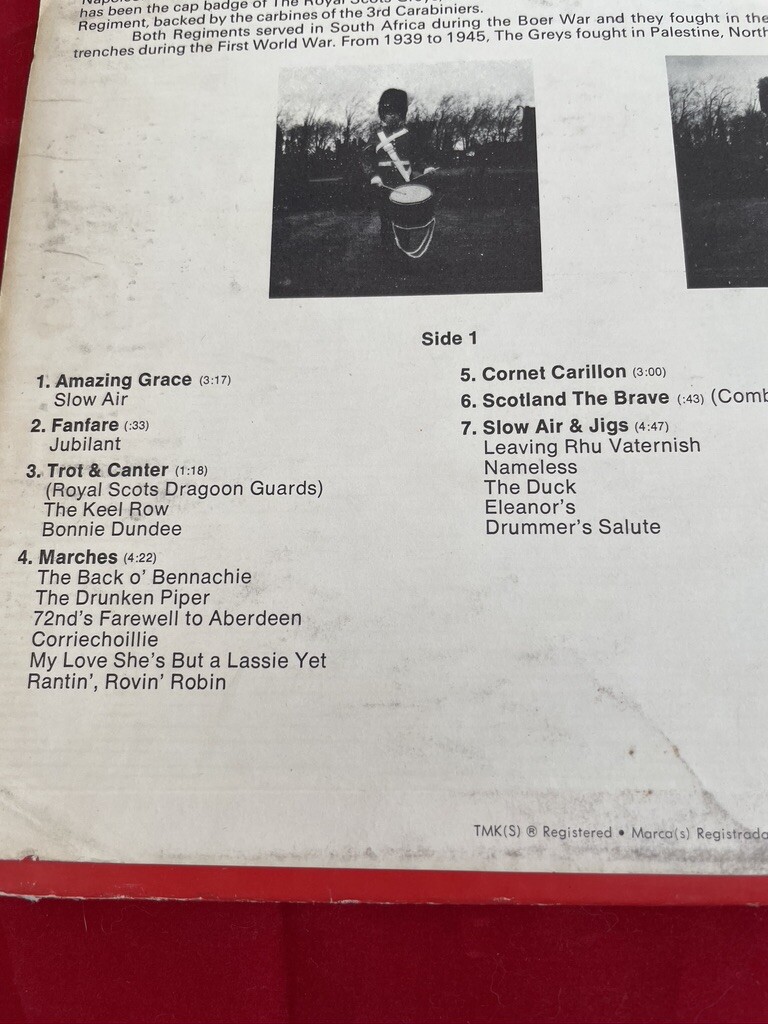 has been the cap badge of The Royal Scots Greys,
Regiment, backed by the carbines of the 3rd Carabiniers.
Both Regiments served in South Africa during the Boer War and they fought in the
trenches during the First World War. From 1939 to 1945, The Greys fought in Palestine, North
Side 1
1. Amazing Grace (3:17)
Slow Air
2. Fanfare (:33)
Jubilant
3. Trot & Canter (1:18)
(Royal Scots Dragoon Guards)
The Keel Row
Bonnie Dundee
4. Marches (4:22)
The Back o' Bennachie
The Drunken Piper
72nd's Farewell to Aberdeen
Corriechoillie
My Love She's But a Lassie Yet
Rantin', Rovin' Robin
5. Cornet Carillon (3:00)
6. Scotland The Brave (:43) (Comb
7. Slow Air & Jigs (4:47)
Leaving Rhu Vaternish
Nameless
The Duck
Eleanor's
Drummer's Salute
TMK(S) ® Registered • Marca(s) Registrada